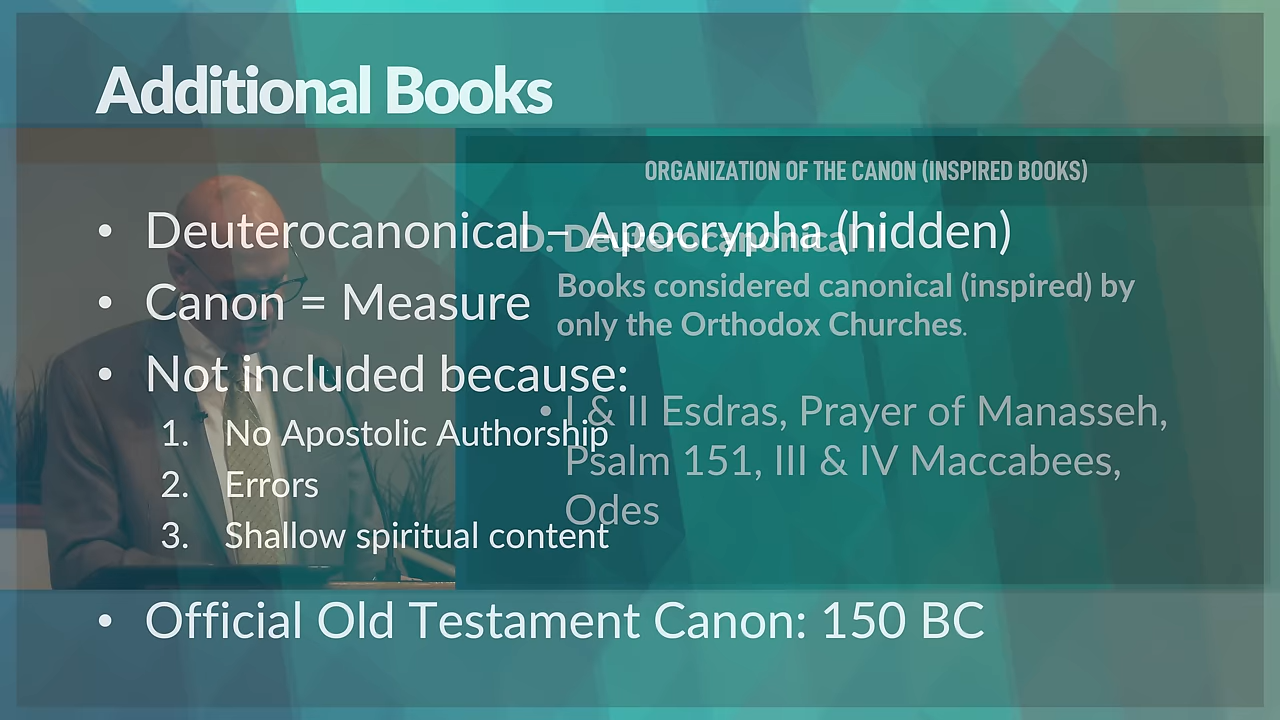 Additional Books
ORGANIZATION OF THE CANON (INSPIRED BOOKS)
• Deuterocanonical – Apocrypha (hidden)
D. Deuterocanonical II
Books considered canonical (inspired) by
only the Orthodox Churches.
• Canon = Measure
• Not included because:
• I & II Esdras, Prayer of Manasseh,
Psalm 151, III & IV Maccabees,
Odes
1. No Apostolic Authorship
2. Errors
3. Shallow spiritual content
• Official Old Testament Canon: 150 BC